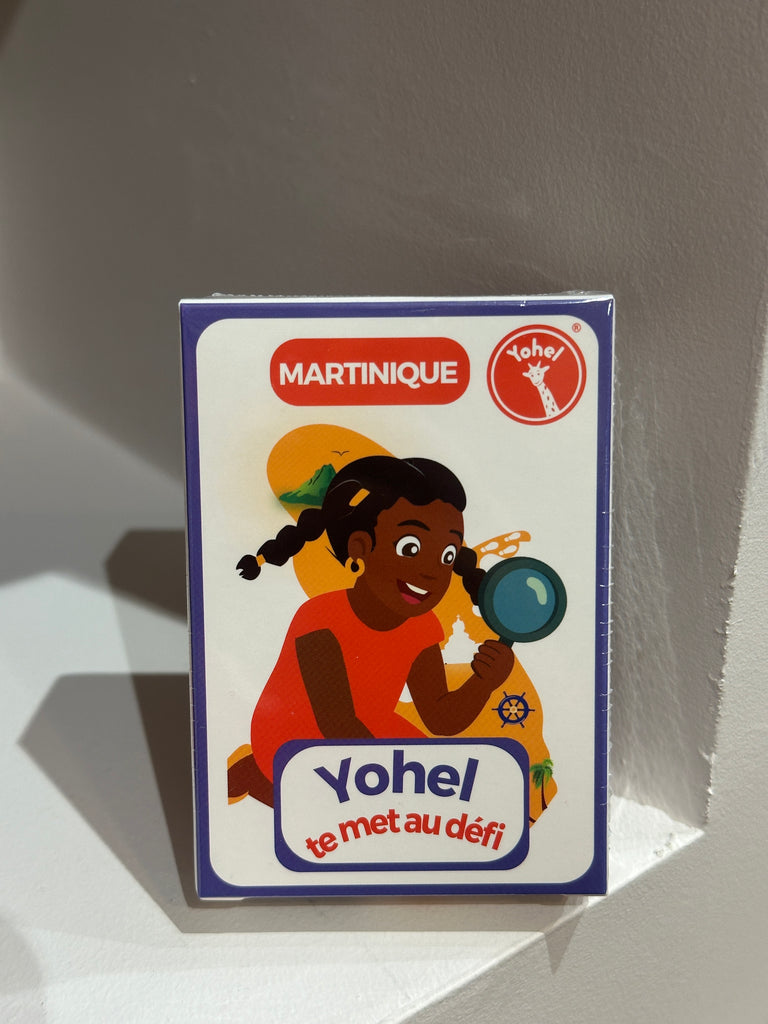 MARTINIQUE
Yohel
®
Yohel
te met au défi